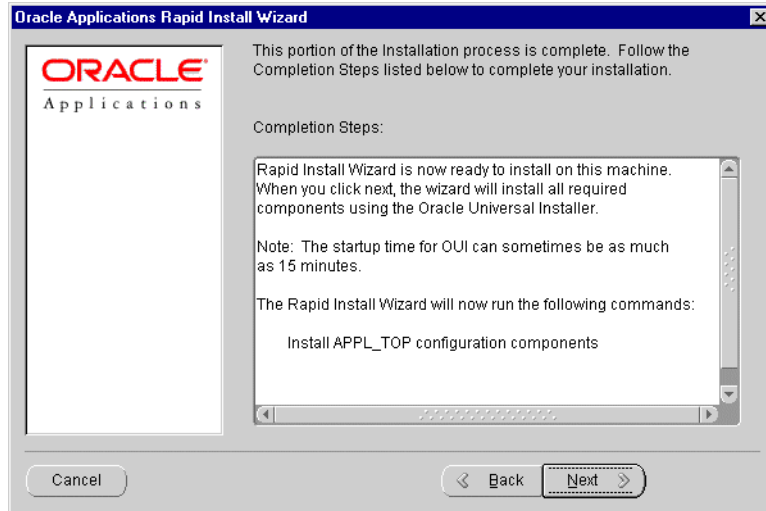 Oracle Applications Rapid Install Wizard
ORACLE
Applications
This portion of the Installation process is complete.  Follow the
Completion Steps listed below to complete your installation.
Completion Steps:
Rapid Install Wizard is now ready to install on this machine.
When you click next, the wizard will install all required
components using the Oracle Universal Installer.
Note:  The startup time for OUI can sometimes be as much
as 15 minutes.
The Rapid Install Wizard will now run the following commands:
Install APPL_TOP configuration components
Cancel
Back
Next